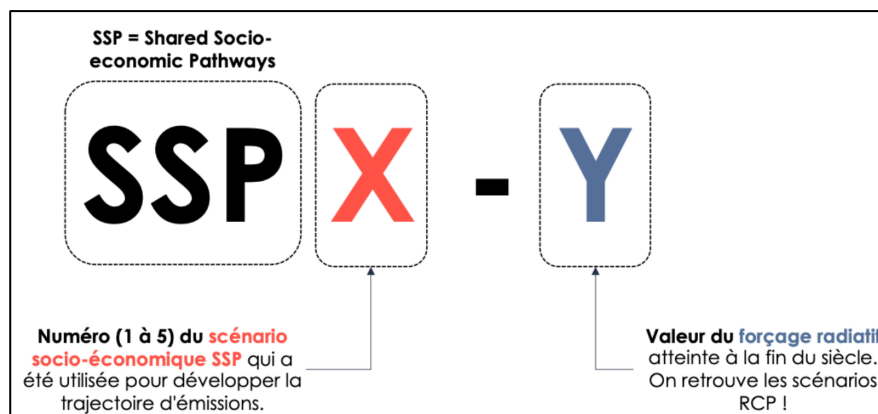 SSP = Shared Socio-
economic Pathways
SSP X - Y
Numéro (1 à 5) du scénario
socio-économique SSP qui a
été utilisée pour développer la
trajectoire d'émissions.
Valeur du forçage radiatif
atteinte à la fin du siècle.
On retrouve les scénarios
RCP !